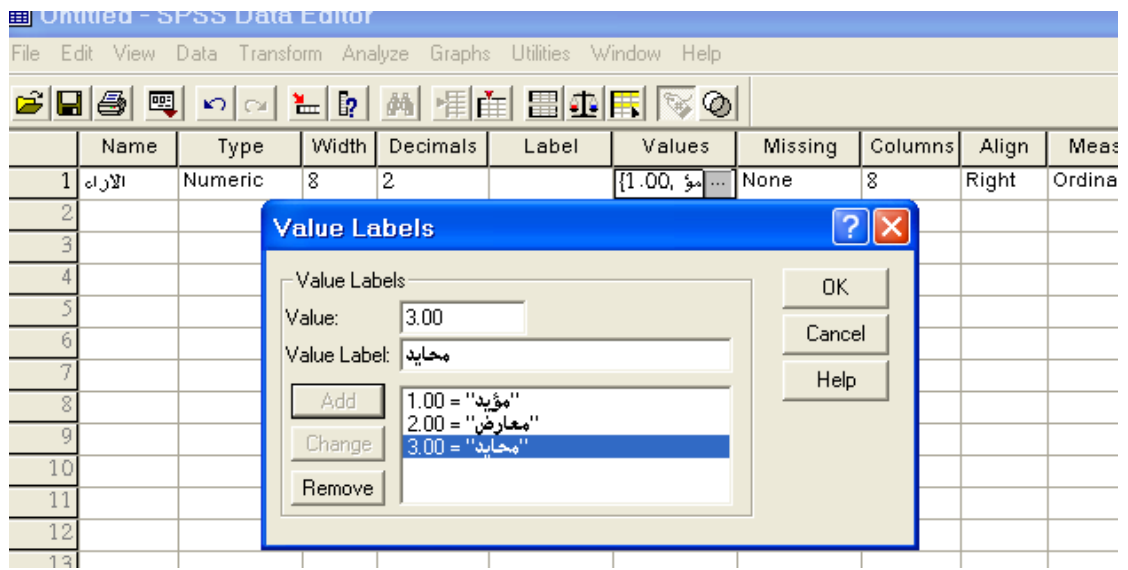 Untitled - SPSS Data Editor
File Edit View Data Transform Analyze Graphs Utilities Window Help
Name Type Width Decimals Label Values Missing Columns Align Meas
1 الاراء Numeric 8 2 {1.00, مؤ ... None 8 Right Ordina
2
3
4
5
6
7
8
9
10
11
12
13
Value Labels
Value Labels
Value: 3.00
Value Label: محايد
Add
Change
Remove
1.00 = "مؤيد"
2.00 = "معارض"
3.00 = "محايد"
OK
Cancel
Help